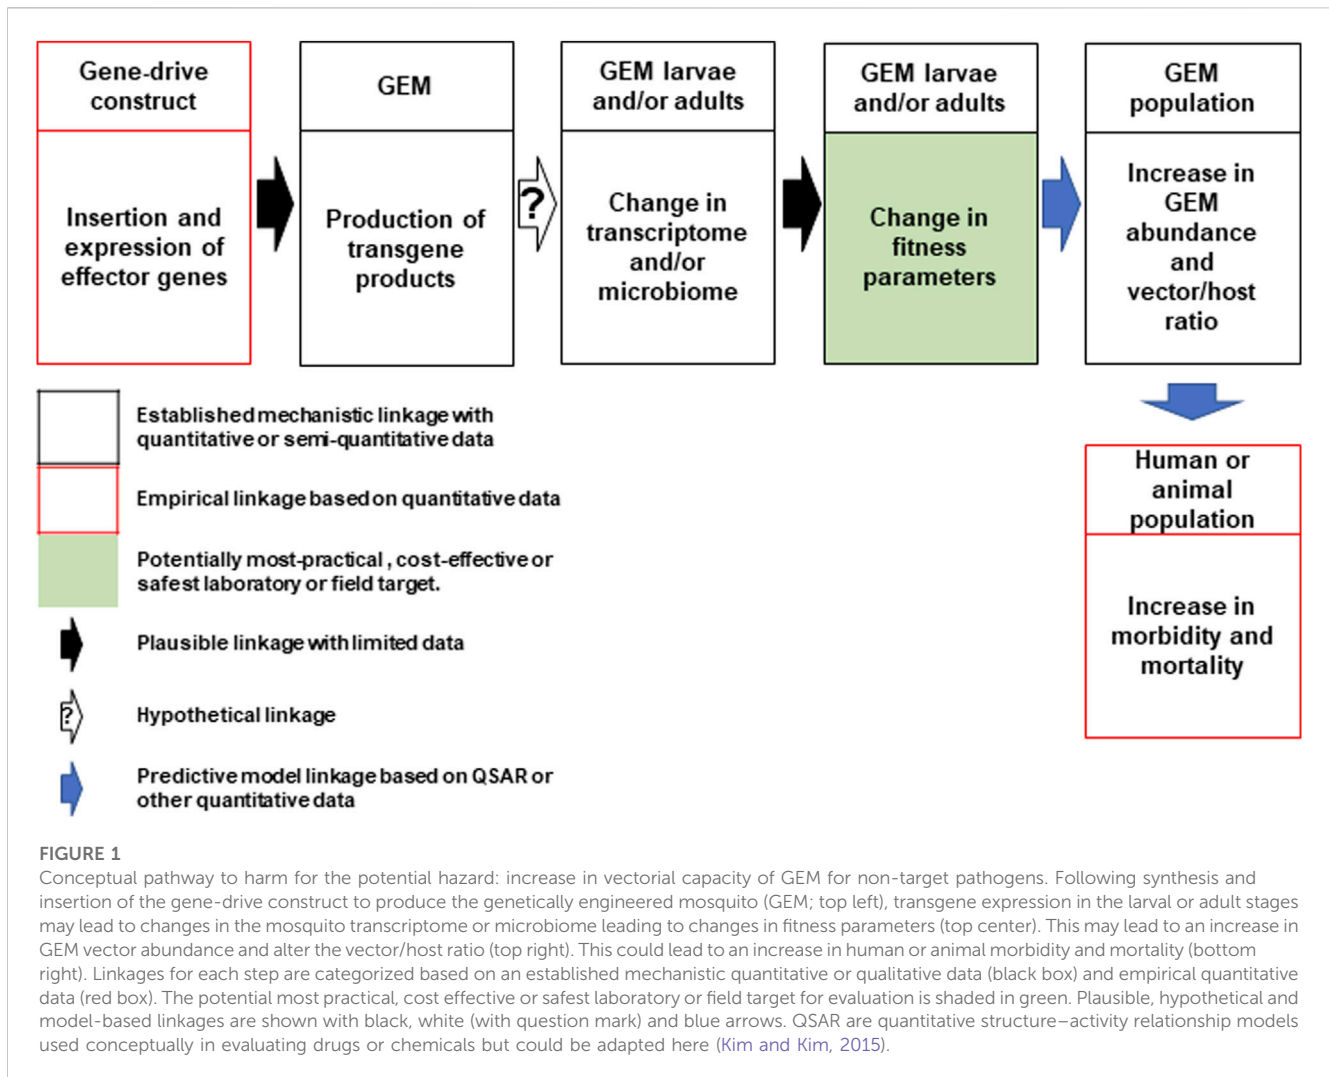 Gene-drive
construct
Insertion and
expression of
effector genes
GEM
Production of
transgene
products
?
GEM larvae
and/or adults
Change in
transcriptome
and/or
microbiome
GEM larvae
and/or adults
Change in
fitness
parameters
GEM
population
Increase in
GEM
abundance
and
vector/host
ratio
Human or
animal
population
Increase in
morbidity and
mortality
Established mechanistic linkage with
quantitative or semi-quantitative data
Empirical linkage based on quantitative data
Potentially most-practical , cost-effective or
safest laboratory or field target.
Plausible linkage with limited data
?
Hypothetical linkage
Predictive model linkage based on QSAR or
other quantitative data
FIGURE 1
Conceptual pathway to harm for the potential hazard: increase in vectorial capacity of GEM for non-target pathogens. Following synthesis and
insertion of the gene-drive construct to produce the genetically engineered mosquito (GEM; top left), transgene expression in the larval or adult stages
may lead to changes in the mosquito transcriptome or microbiome leading to changes in fitness parameters (top center). This may lead to an increase in
GEM vector abundance and alter the vector/host ratio (top right). This could lead to an increase in human or animal morbidity and mortality (bottom
right). Linkages for each step are categorized based on an established mechanistic quantitative or qualitative data (black box) and empirical quantitative
data (red box). The potential most practical, cost effective or safest laboratory or field target for evaluation is shaded in green. Plausible, hypothetical and
model-based linkages are shown with black, white (with question mark) and blue arrows. QSAR are quantitative structure–activity relationship models
used conceptually in evaluating drugs or chemicals but could be adapted here (Kim and Kim, 2015).